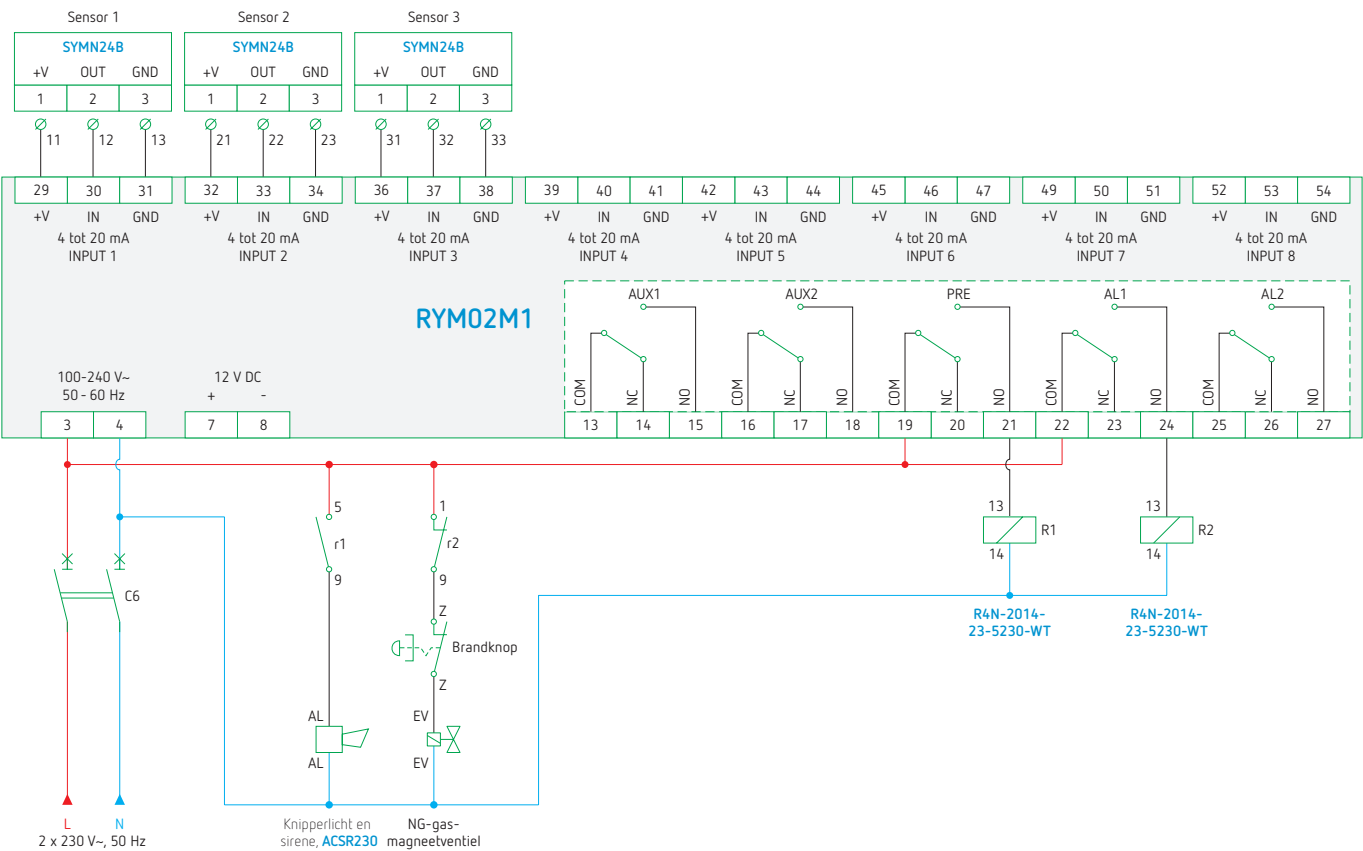 Sensor 1 Sensor 2 Sensor 3
SYMN24B SYMN24B SYMN24B
+V OUT GND +V OUT GND +V OUT GND
1 2 3 1 2 3 1 2 3
11 12 13 21 22 23 31 32 33
29 30 31 32 33 34 36 37 38 39 40 41 42 43 44 45 46 47 49 50 51 52 53 54
+V IN GND +V IN GND +V IN GND +V IN GND +V IN GND +V IN GND +V IN GND +V IN GND
4 tot 20 mA 4 tot 20 mA 4 tot 20 mA 4 tot 20 mA 4 tot 20 mA 4 tot 20 mA 4 tot 20 mA 4 tot 20 mA
INPUT 1 INPUT 2 INPUT 3 INPUT 4 INPUT 5 INPUT 6 INPUT 7 INPUT 8
AUX1 AUX2 PRE AL1 AL2
RYM02M1
100-240 V~ 12 V DC
50 - 60 Hz + -
COM NC NO COM NC NO COM NC NO COM NC NO COM NC NO
3 4 7 8 13 14 15 16 17 18 19 20 21 22 23 24 25 26 27
5 1 13 13
r1 r2 R1 R2
9 9 14 14
C6
Z
Brandknop
Z
R4N-2014- R4N-2014-
23-5230-WT 23-5230-WT
AL EV
AL EV
L N
2 x 230 V~, 50 Hz
Knipperlicht en
sirene, ACSR230
NG-gas-
magneetventiel